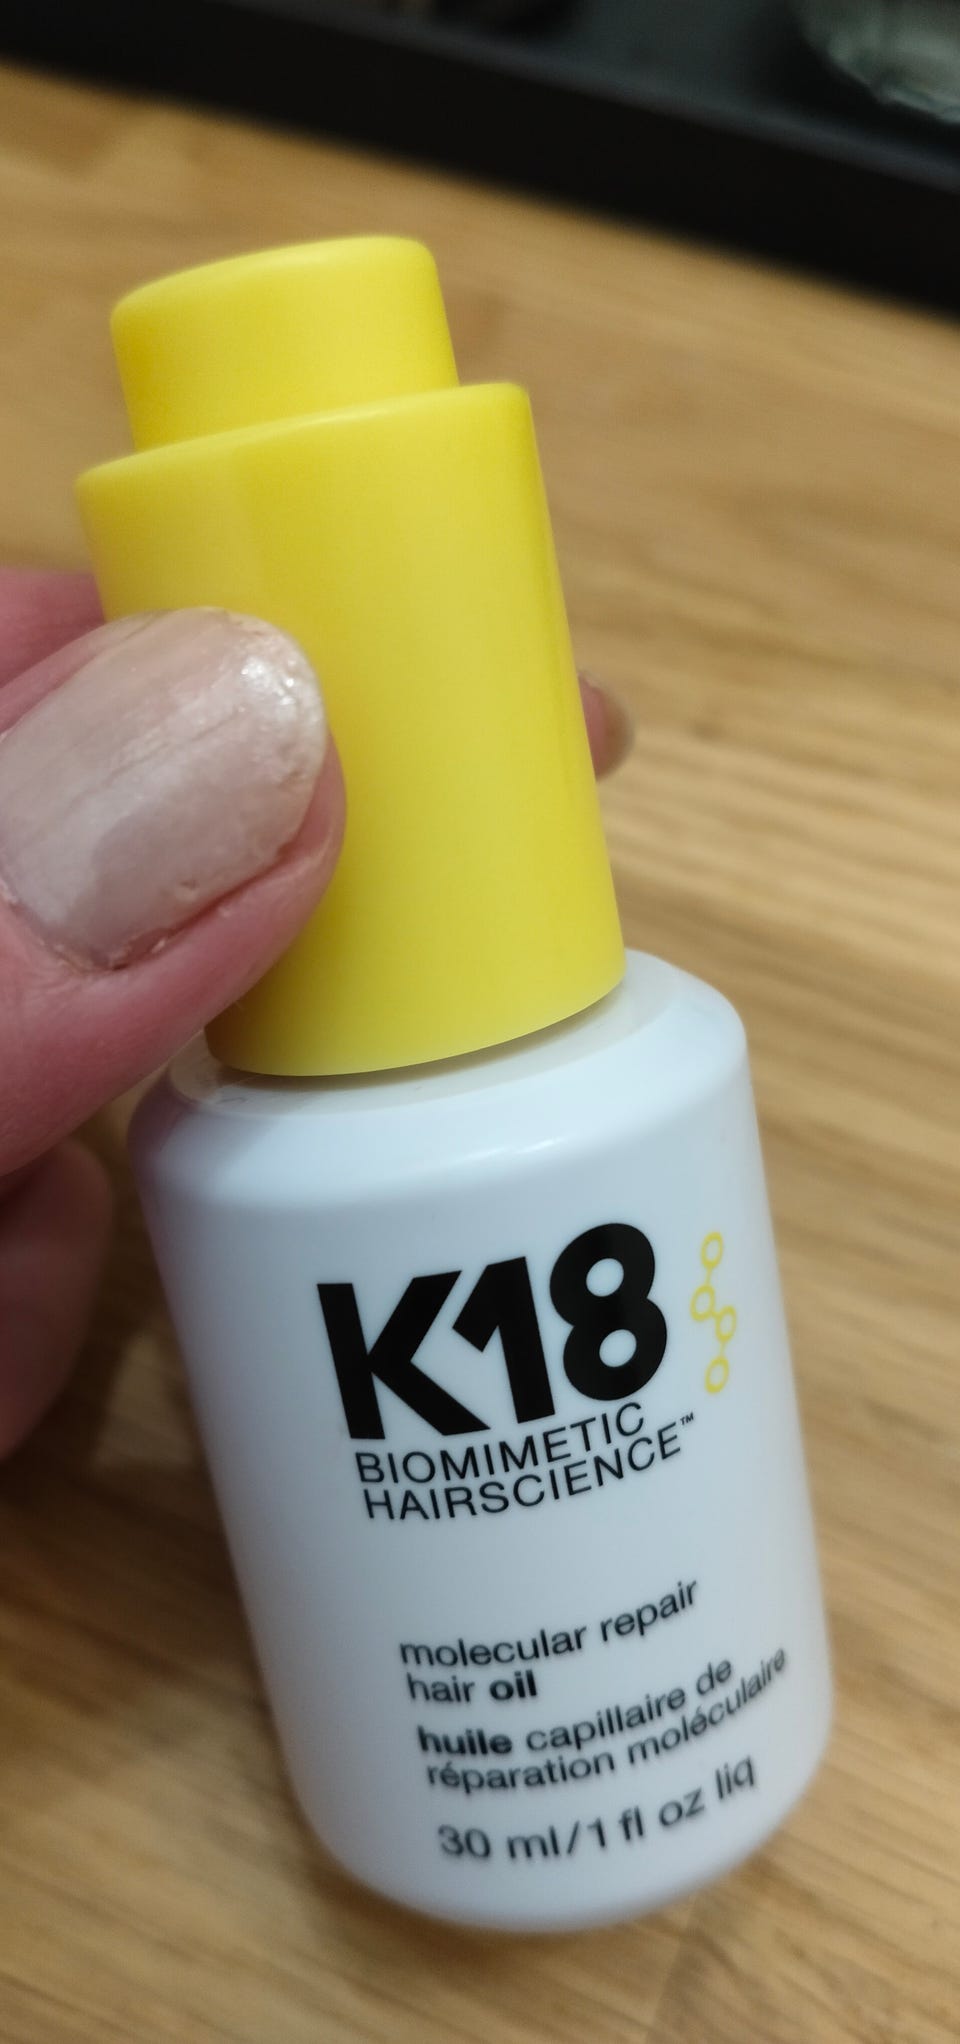 K18
BIOMIMETIC
HAIRSCIENCE™
molecular repair
hair oil
huile capillaire de
réparation moléculaire
30 ml/1 fl oz liq